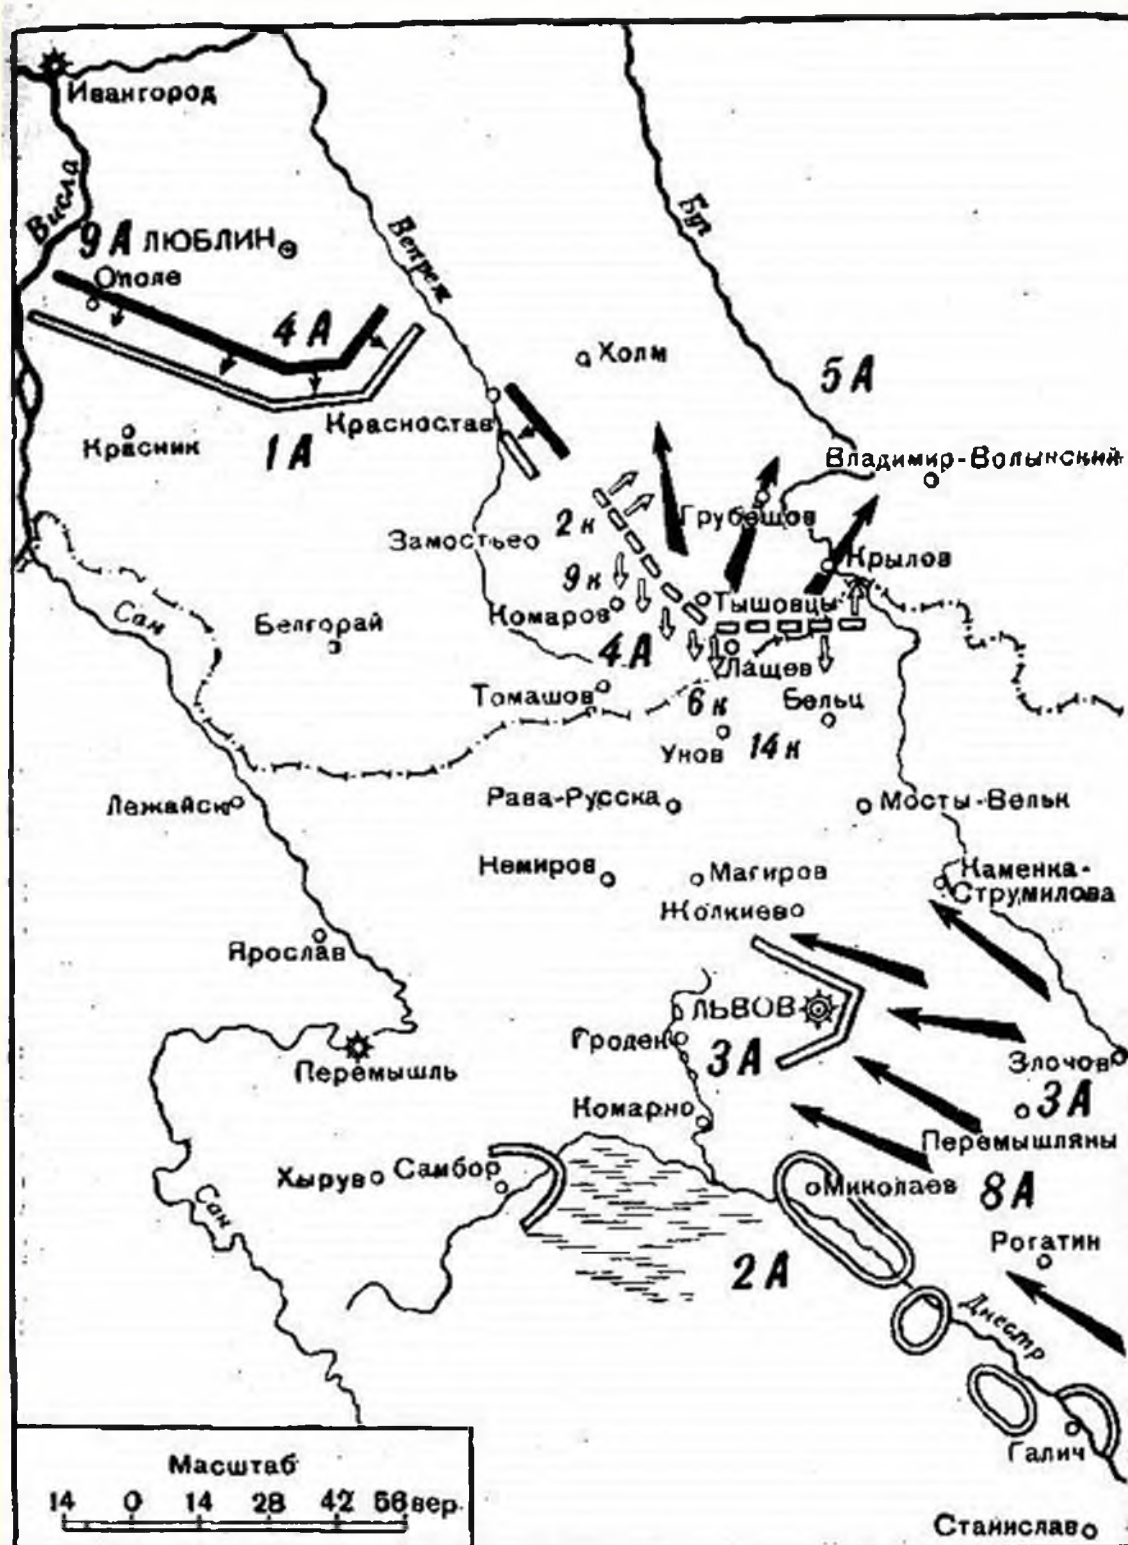 Ивангород
Висла
9 А ЛЮБЛИН
Ополе
4 А
Вепрж
Буг
Холм
5 А
Красностав
Красник
1 А
Владимир-Волынский
2 к
Грубешов
Замостьео
Крылов
9 к
Комаров
Тышовцы
Сан
Белгорай
4 А
Лащев
Томашов
6 к
Бельц
Унов
14 к
Лежайск
Рава-Русска
Мосты-Вельк
Немиров
Магиров
Каменка-
Струмилова
Жолкиево
Ярослав
ЛЬВОВ
Гродек
3 А
Злочов
Перемышль
3 А
Комарно
Перемышляны
Хырув
Самбор
Миколаев
8 А
Сан
Рогатин
2 А
Днестр
Галич
Масштаб
14 0 14 28 42 56 вер.
Станислав